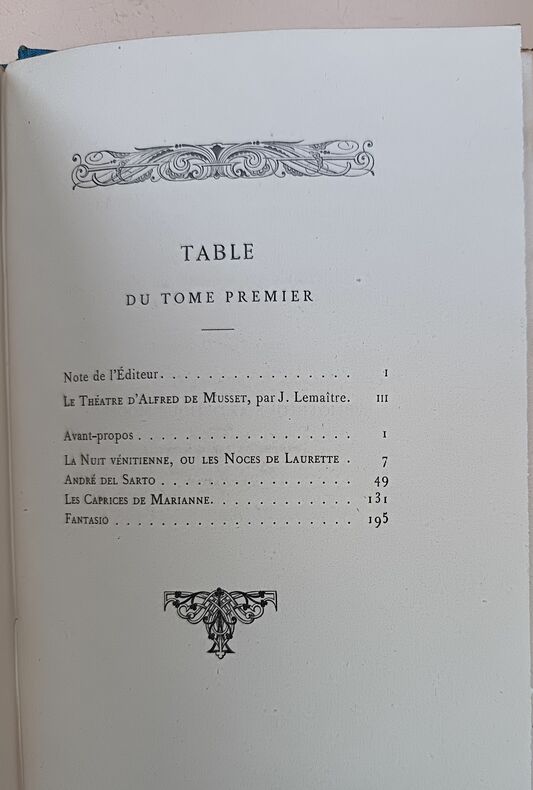 TABLE
DU TOME PREMIER
Note de l'Éditeur. . . . . . . . . . . . . . . . . I
LE THÉATRE D'ALFRED DE MUSSET, par J. Lemaître. III
Avant-propos . . . . . . . . . . . . . . . . . . 1
LA NUIT VÉNITIENNE, OU LES NOCES DE LAURETTE . 7
ANDRÉ DEL SARTO . . . . . . . . . . . . . . . . 49
LES CAPRICES DE MARIANNE. . . . . . . . . . . . 131
FANTASIO . . . . . . . . . . . . . . . . . . . . 195